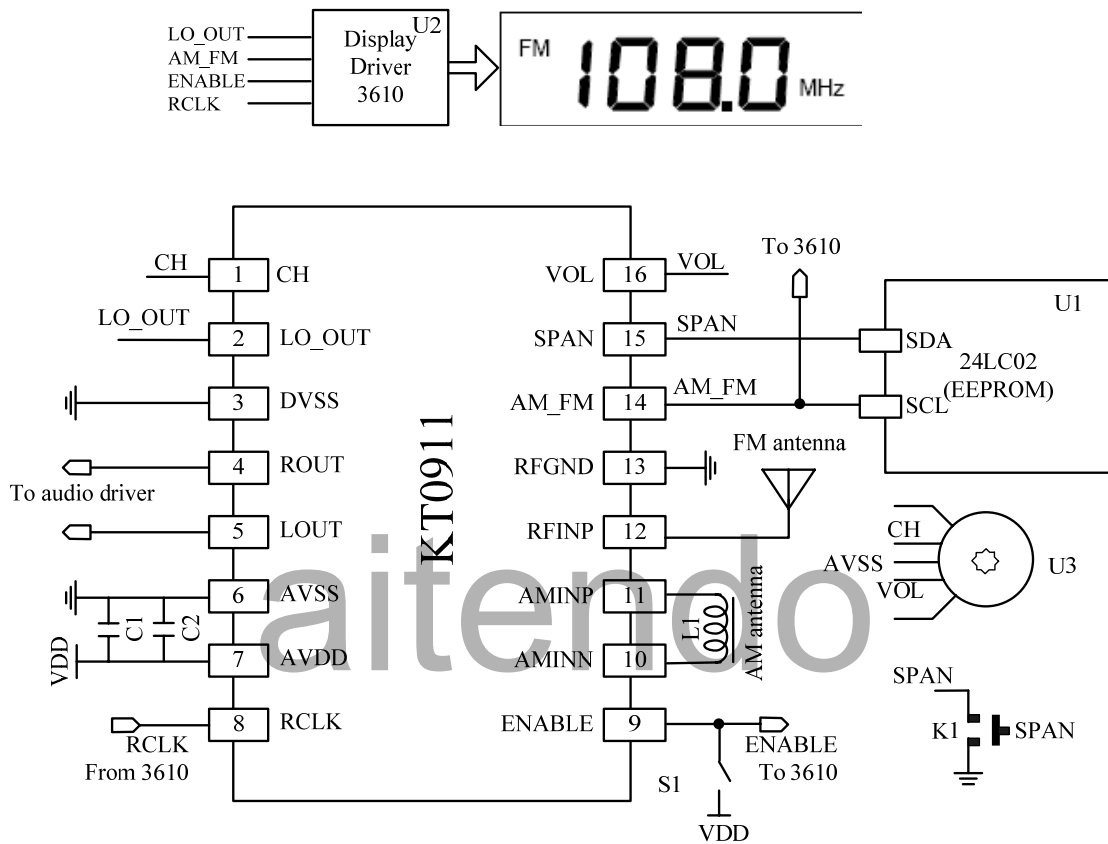 LO_OUT
AM_FM
ENABLE
RCLK
U2
Display
Driver
3610
FM
108.0
MHz
To 3610
CH
1
CH
LO_OUT
2
LO_OUT
3
DVSS
4
ROUT
To audio driver
5
LOUT
6
AVSS
C1
C2
VDD
7
AVDD
8
RCLK
RCLK
From 3610
KT0911
VOL
16
VOL
SPAN
15
SPAN
AM_FM
14
AM_FM
RFGND
13
FM antenna
RFINP
12
AMINP
11
L1
AM antenna
AMINN
10
ENABLE
9
ENABLE
To 3610
S1
VDD
U1
SDA
24LC02
(EEPROM)
SCL
CH
AVSS
VOL
U3
SPAN
K1
SPAN
aitendo